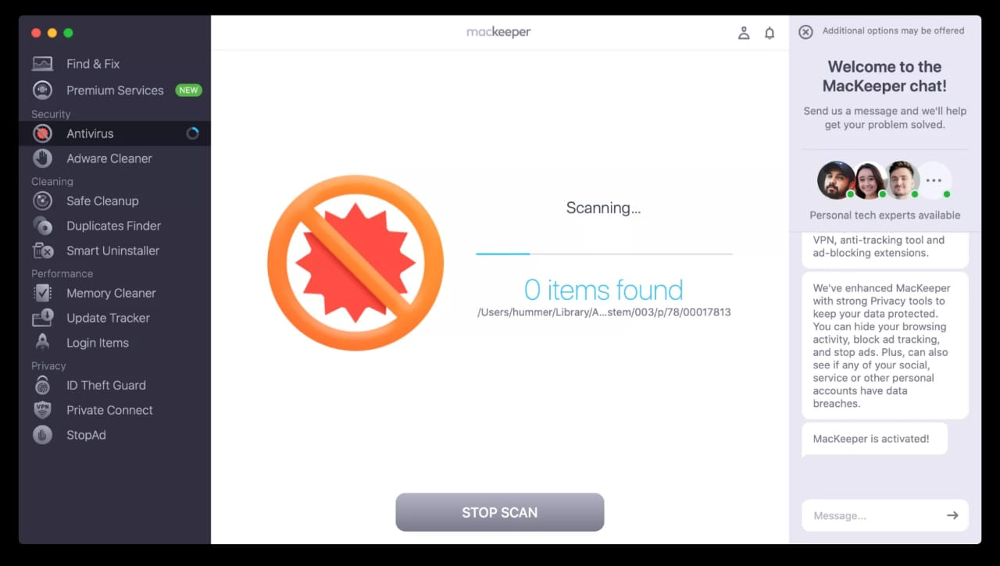 Find & Fix
Premium Services NEW
Security
Antivirus
Adware Cleaner
Cleaning
Safe Cleanup
Duplicates Finder
Smart Uninstaller
Performance
Memory Cleaner
Update Tracker
Login Items
Privacy
ID Theft Guard
VPN
Private Connect
StopAd
mackeeper
Scanning...
0 items found
/Users/hummer/Library/A...stem/003/p/78/00017813
STOP SCAN
Additional options may be offered
Welcome to the
MacKeeper chat!
Send us a message and we'll help
get your problem solved.
Personal tech experts available
VPN, anti-tracking tool and
ad-blocking extensions.
We've enhanced MacKeeper
with strong Privacy tools to
keep your data protected.
You can hide your browsing
activity, block ad tracking,
and stop ads. Plus, can also
see if any of your social,
service or other personal
accounts have data
breaches.
MacKeeper is activated!
Message...